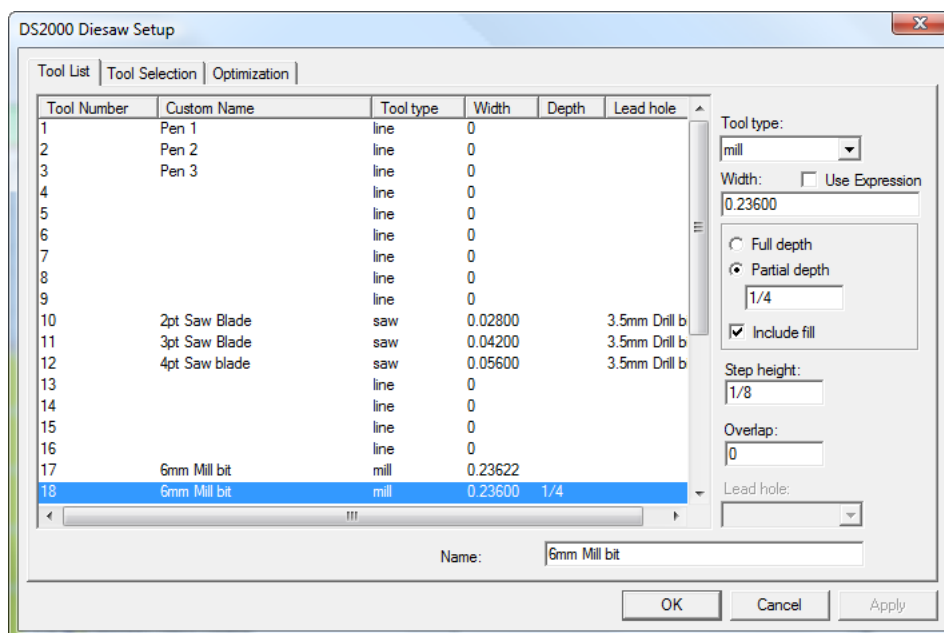 DS2000 Diesaw Setup
Tool List Tool Selection Optimization
Tool Number Custom Name Tool type Width Depth Lead hole
1 Pen 1 line 0
2 Pen 2 line 0
3 Pen 3 line 0
4 line 0
5 line 0
6 line 0
7 line 0
8 line 0
9 line 0
10 2pt Saw Blade saw 0.02800 3.5mm Drill b
11 3pt Saw Blade saw 0.04200 3.5mm Drill b
12 4pt Saw blade saw 0.05600 3.5mm Drill b
13 line 0
14 line 0
15 line 0
16 line 0
17 6mm Mill bit mill 0.23622
18 6mm Mill bit mill 0.23600 1/4
Tool type:
mill
Width: Use Expression
0.23600
Full depth
Partial depth
1/4
Include fill
Step height:
1/8
Overlap:
0
Lead hole:
Name: 6mm Mill bit
OK Cancel Apply